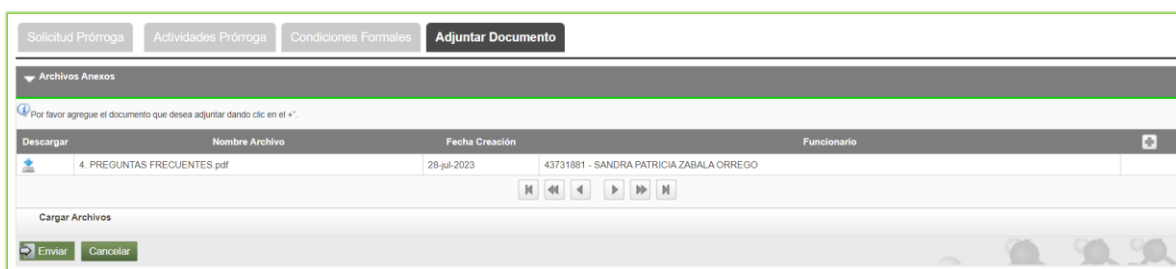 Solicitud Prórroga Actividades Prórroga Condiciones Formales Adjuntar Documento
Archivos Anexos
Por favor agregue el documento que desea adjuntar dando clic en el +".
Descargar Nombre Archivo Fecha Creación Funcionario
4. PREGUNTAS FRECUENTES.pdf 28-jul-2023 43731881 - SANDRA PATRICIA ZABALA ORREGO
Cargar Archivos
Enviar Cancelar